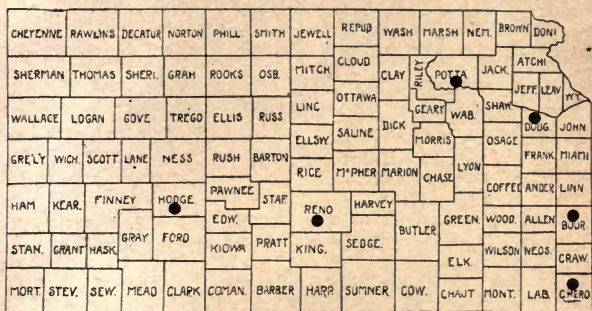 CHEYENNE RAWLINS DECATUR NORTON PHILL SMITH JEWELL REPUB WASH MARSH NEM. BROWN DONI
ATCHI
SHERMAN THOMAS SHERI. GRAH ROOKS OSB. MITCH CLOUD CLAY RILEY POTTA JACK. JEFF. LEAV WY.
OTTAWA GEARY
WALLACE LOGAN GOVE TREGO ELLIS RUSS LINC SALINE DICK MORRIS WAB. SHAW. DOUG JOHN
ELLSW OSAGE
GRE'LY WICH. SCOTT LANE NESS RUSH BARTON RICE McPHER MARION CHASE LYON FRANK. MIAMI
HAM KEAR. FINNEY HODGE PAWNEE STAF. RENO HARVEY COFFEE ANDER. LINN
EDW. BUTLER GREEN. WOOD. ALLEN BOUR
STAN. GRANT HASK. GRAY FORD KIOWA PRATT KING. SEDGE. WILSON NEOS. CRAW.
ELK.
MORT. STEV. SEW. MEAD CLARK COMAN. BARBER HARP. SUMNER COW. CHAUT MONT. LAB. CHERO